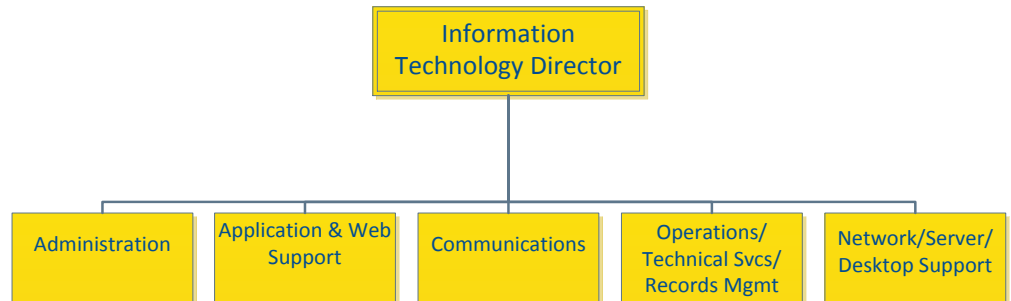 Information
Technology Director
Administration
Application & Web
Support
Communications
Operations/
Technical Svcs/
Records Mgmt
Network/Server/
Desktop Support